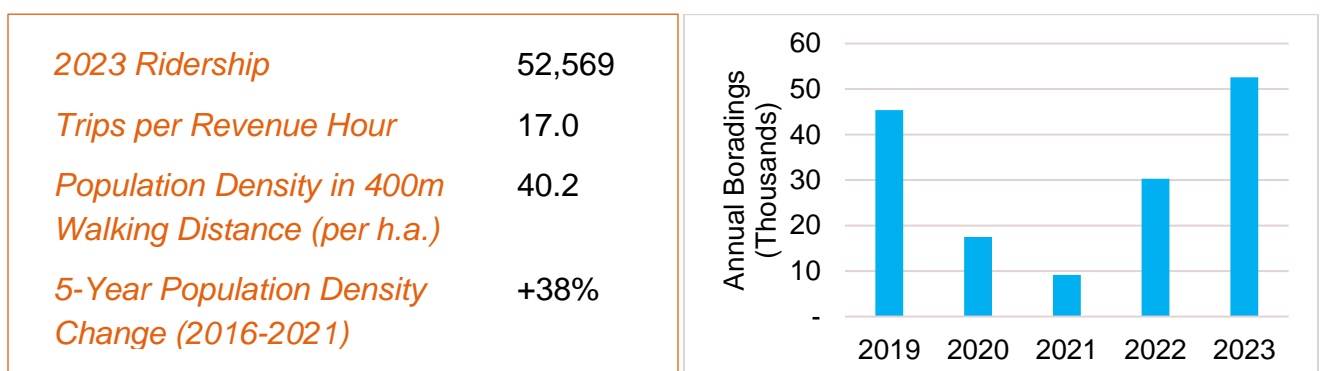 2023 Ridership 52,569
Trips per Revenue Hour 17.0
Population Density in 400m 40.2
Walking Distance (per h.a.)
5-Year Population Density +38%
Change (2016-2021)
Annual Boradings
(Thousands)
60
50
40
30
20
10
-
2019 2020 2021 2022 2023